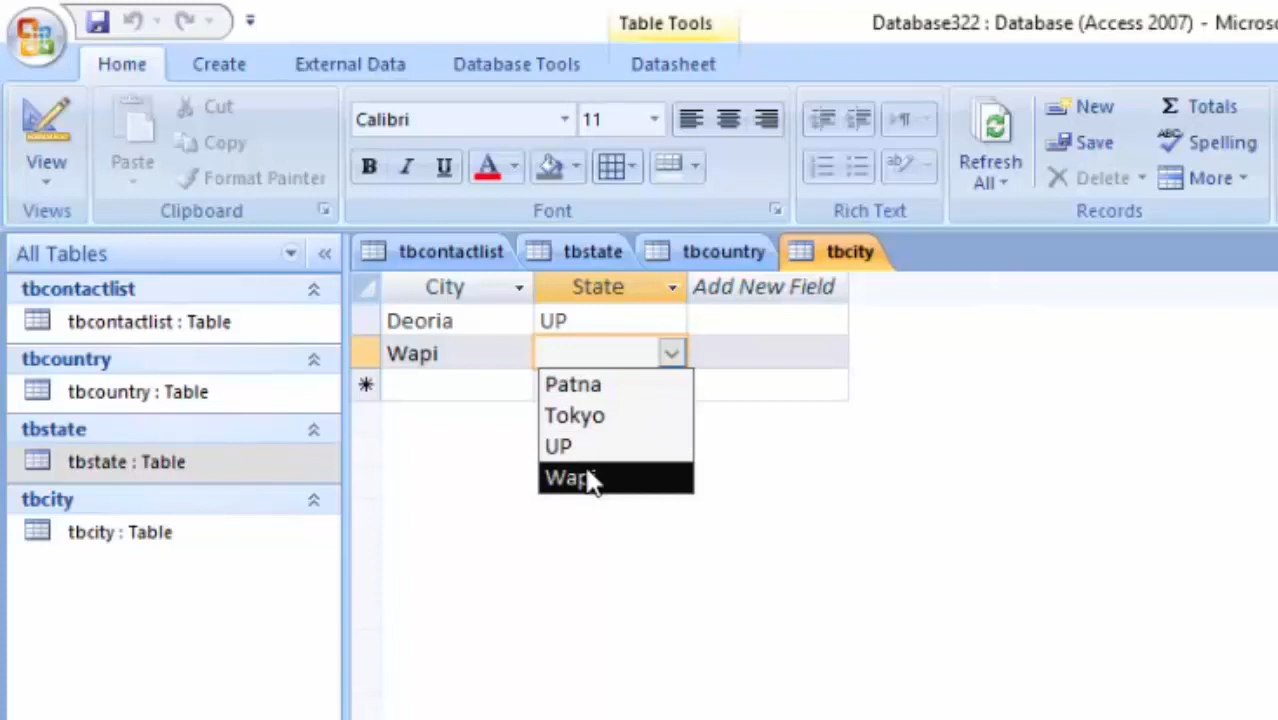 Table Tools
Database322 : Database (Access 2007) - Micros
Home
Create
External Data
Database Tools
Datasheet
View
Paste
Cut
Copy
Format Painter
Calibri
11
B I U A
Refresh
All
New
Save
Delete
Totals
Spelling
More
Views
Clipboard
Font
Rich Text
Records
All Tables
tbcontactlist
tbstate
tbcountry
tbcity
tbcontactlist
tbcontactlist : Table
tbcountry
tbcountry : Table
tbstate
tbstate : Table
tbcity
tbcity : Table
City State Add New Field
Deoria UP
Wapi
Patna
Tokyo
UP
Wapi